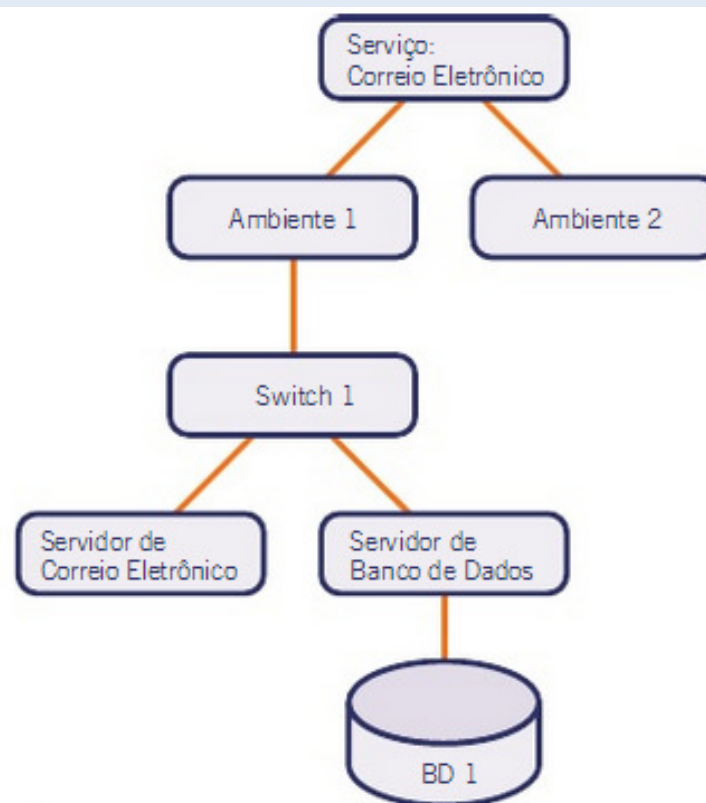 Serviço:
Correio Eletrônico
Ambiente 1
Ambiente 2
Switch 1
Servidor de
Correio Eletrônico
Servidor de
Banco de Dados
BD 1